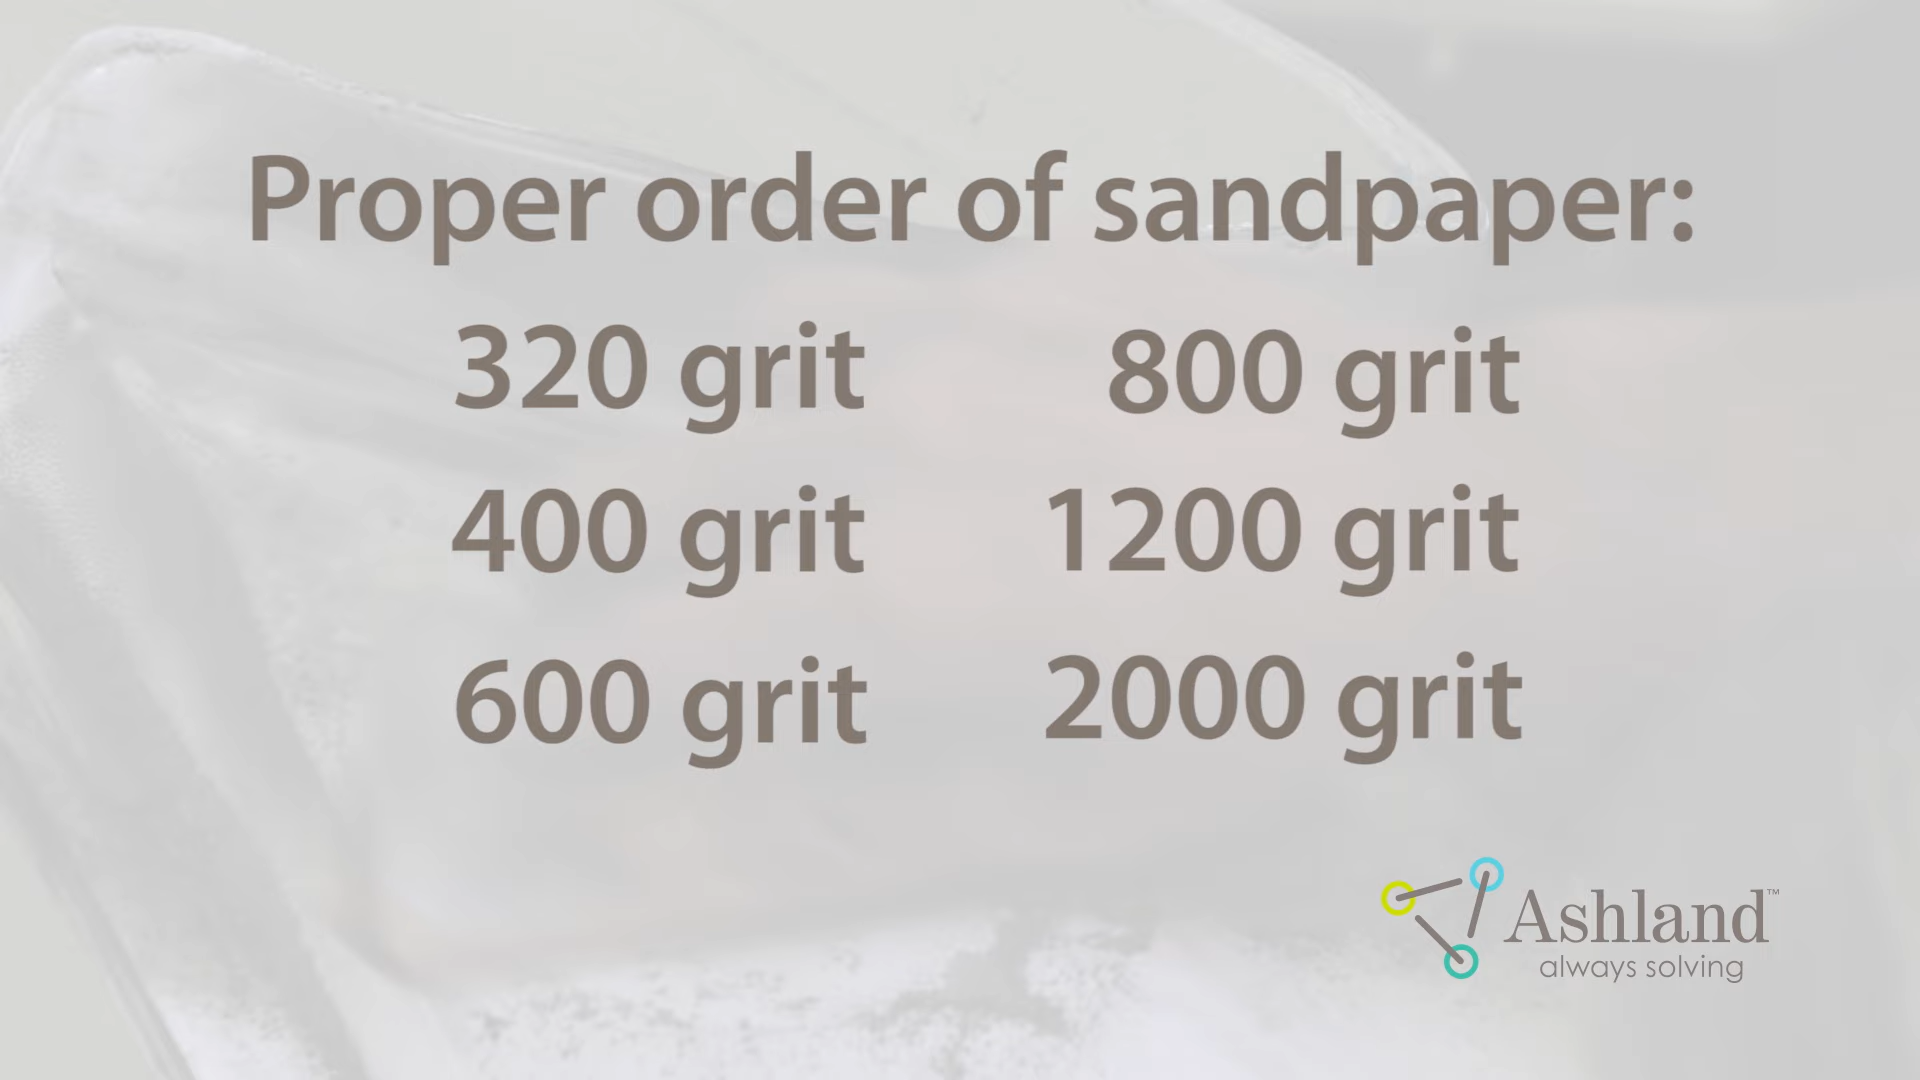 Proper order of sandpaper:
320 grit
400 grit
600 grit
800 grit
1200 grit
2000 grit
Ashland™
always solving